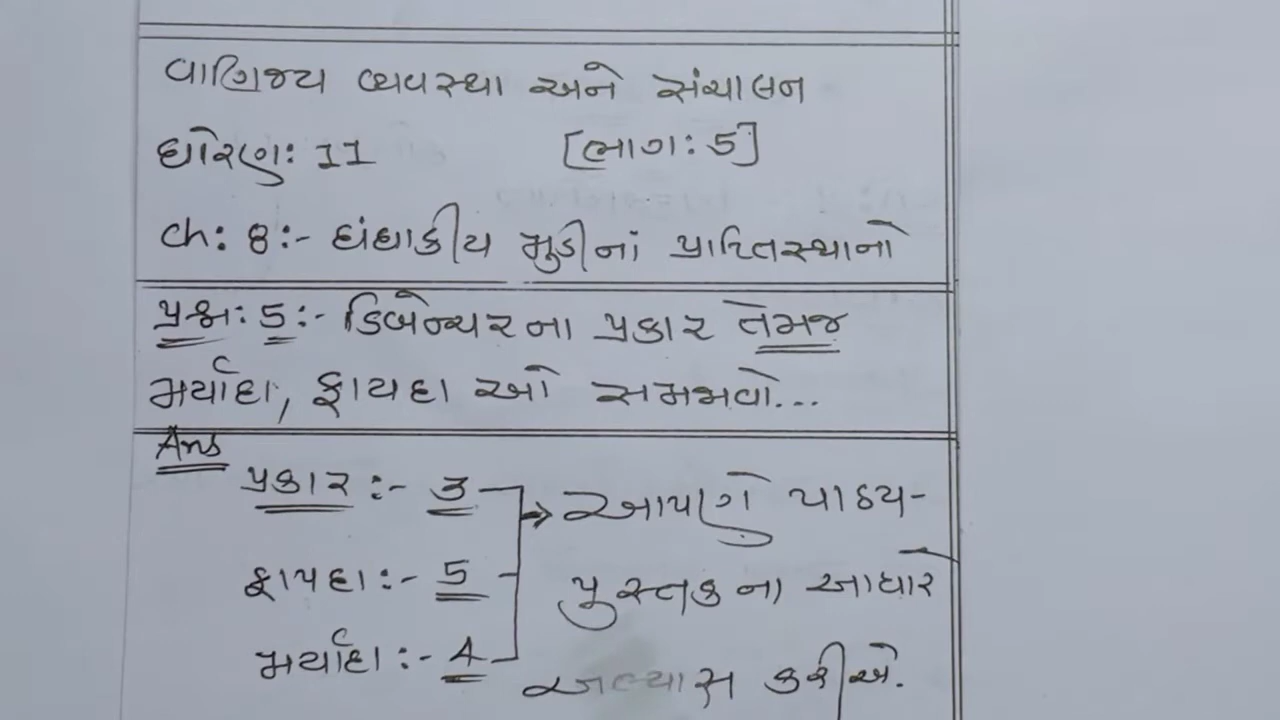 વાણિજ્ય વ્યવસ્થા અને સંચાલન
ધોરણ: 11 [ભાગ: 5]
ch: 8:- ધંધાકીય મુડીનાં પ્રાપ્તિસ્થાનો
પ્રશ્ન: 5:- ડિબેન્ચરના પ્રકાર તેમજ
મર્યાદા, ફાયદા ઓ સમજાવો...
Ans
પ્રકાર:- 3 → આપણે પાઠ્ય-
ફાયદા:- 5 પુસ્તકના આધારે
મર્યાદા:- 4 અભ્યાસ કરીએ.